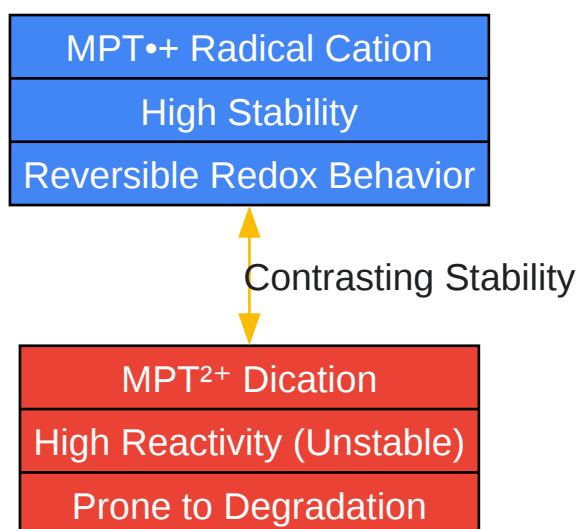 MPT•+ Radical Cation
High Stability
Reversible Redox Behavior
Contrasting Stability
MPT²⁺ Dication
High Reactivity (Unstable)
Prone to Degradation